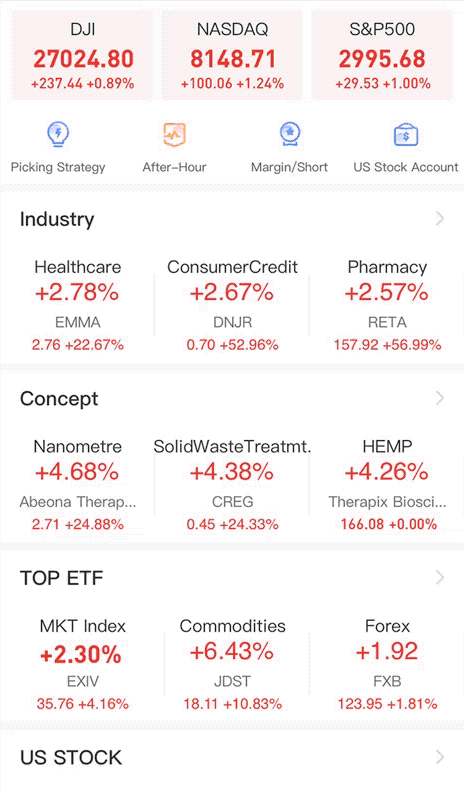 DJI NASDAQ S&P500
27024.80 8148.71 2995.68
+237.44 +0.89% +100.06 +1.24% +29.53 +1.00%
Picking Strategy After-Hour Margin/Short US Stock Account
Industry
Healthcare ConsumerCredit Pharmacy
+2.78% +2.67% +2.57%
EMMA DNJR RETA
2.76 +22.67% 0.70 +52.96% 157.92 +56.99%
Concept
Nanometre SolidWasteTreatmt. HEMP
+4.68% +4.38% +4.26%
Abeona Therap... CREG Therapix Biosci...
2.71 +24.88% 0.45 +24.33% 166.08 +0.00%
TOP ETF
MKT Index Commodities Forex
+2.30% +6.43% +1.92
EXIV JDST FXB
35.76 +4.16% 18.11 +10.83% 123.95 +1.81%
US STOCK